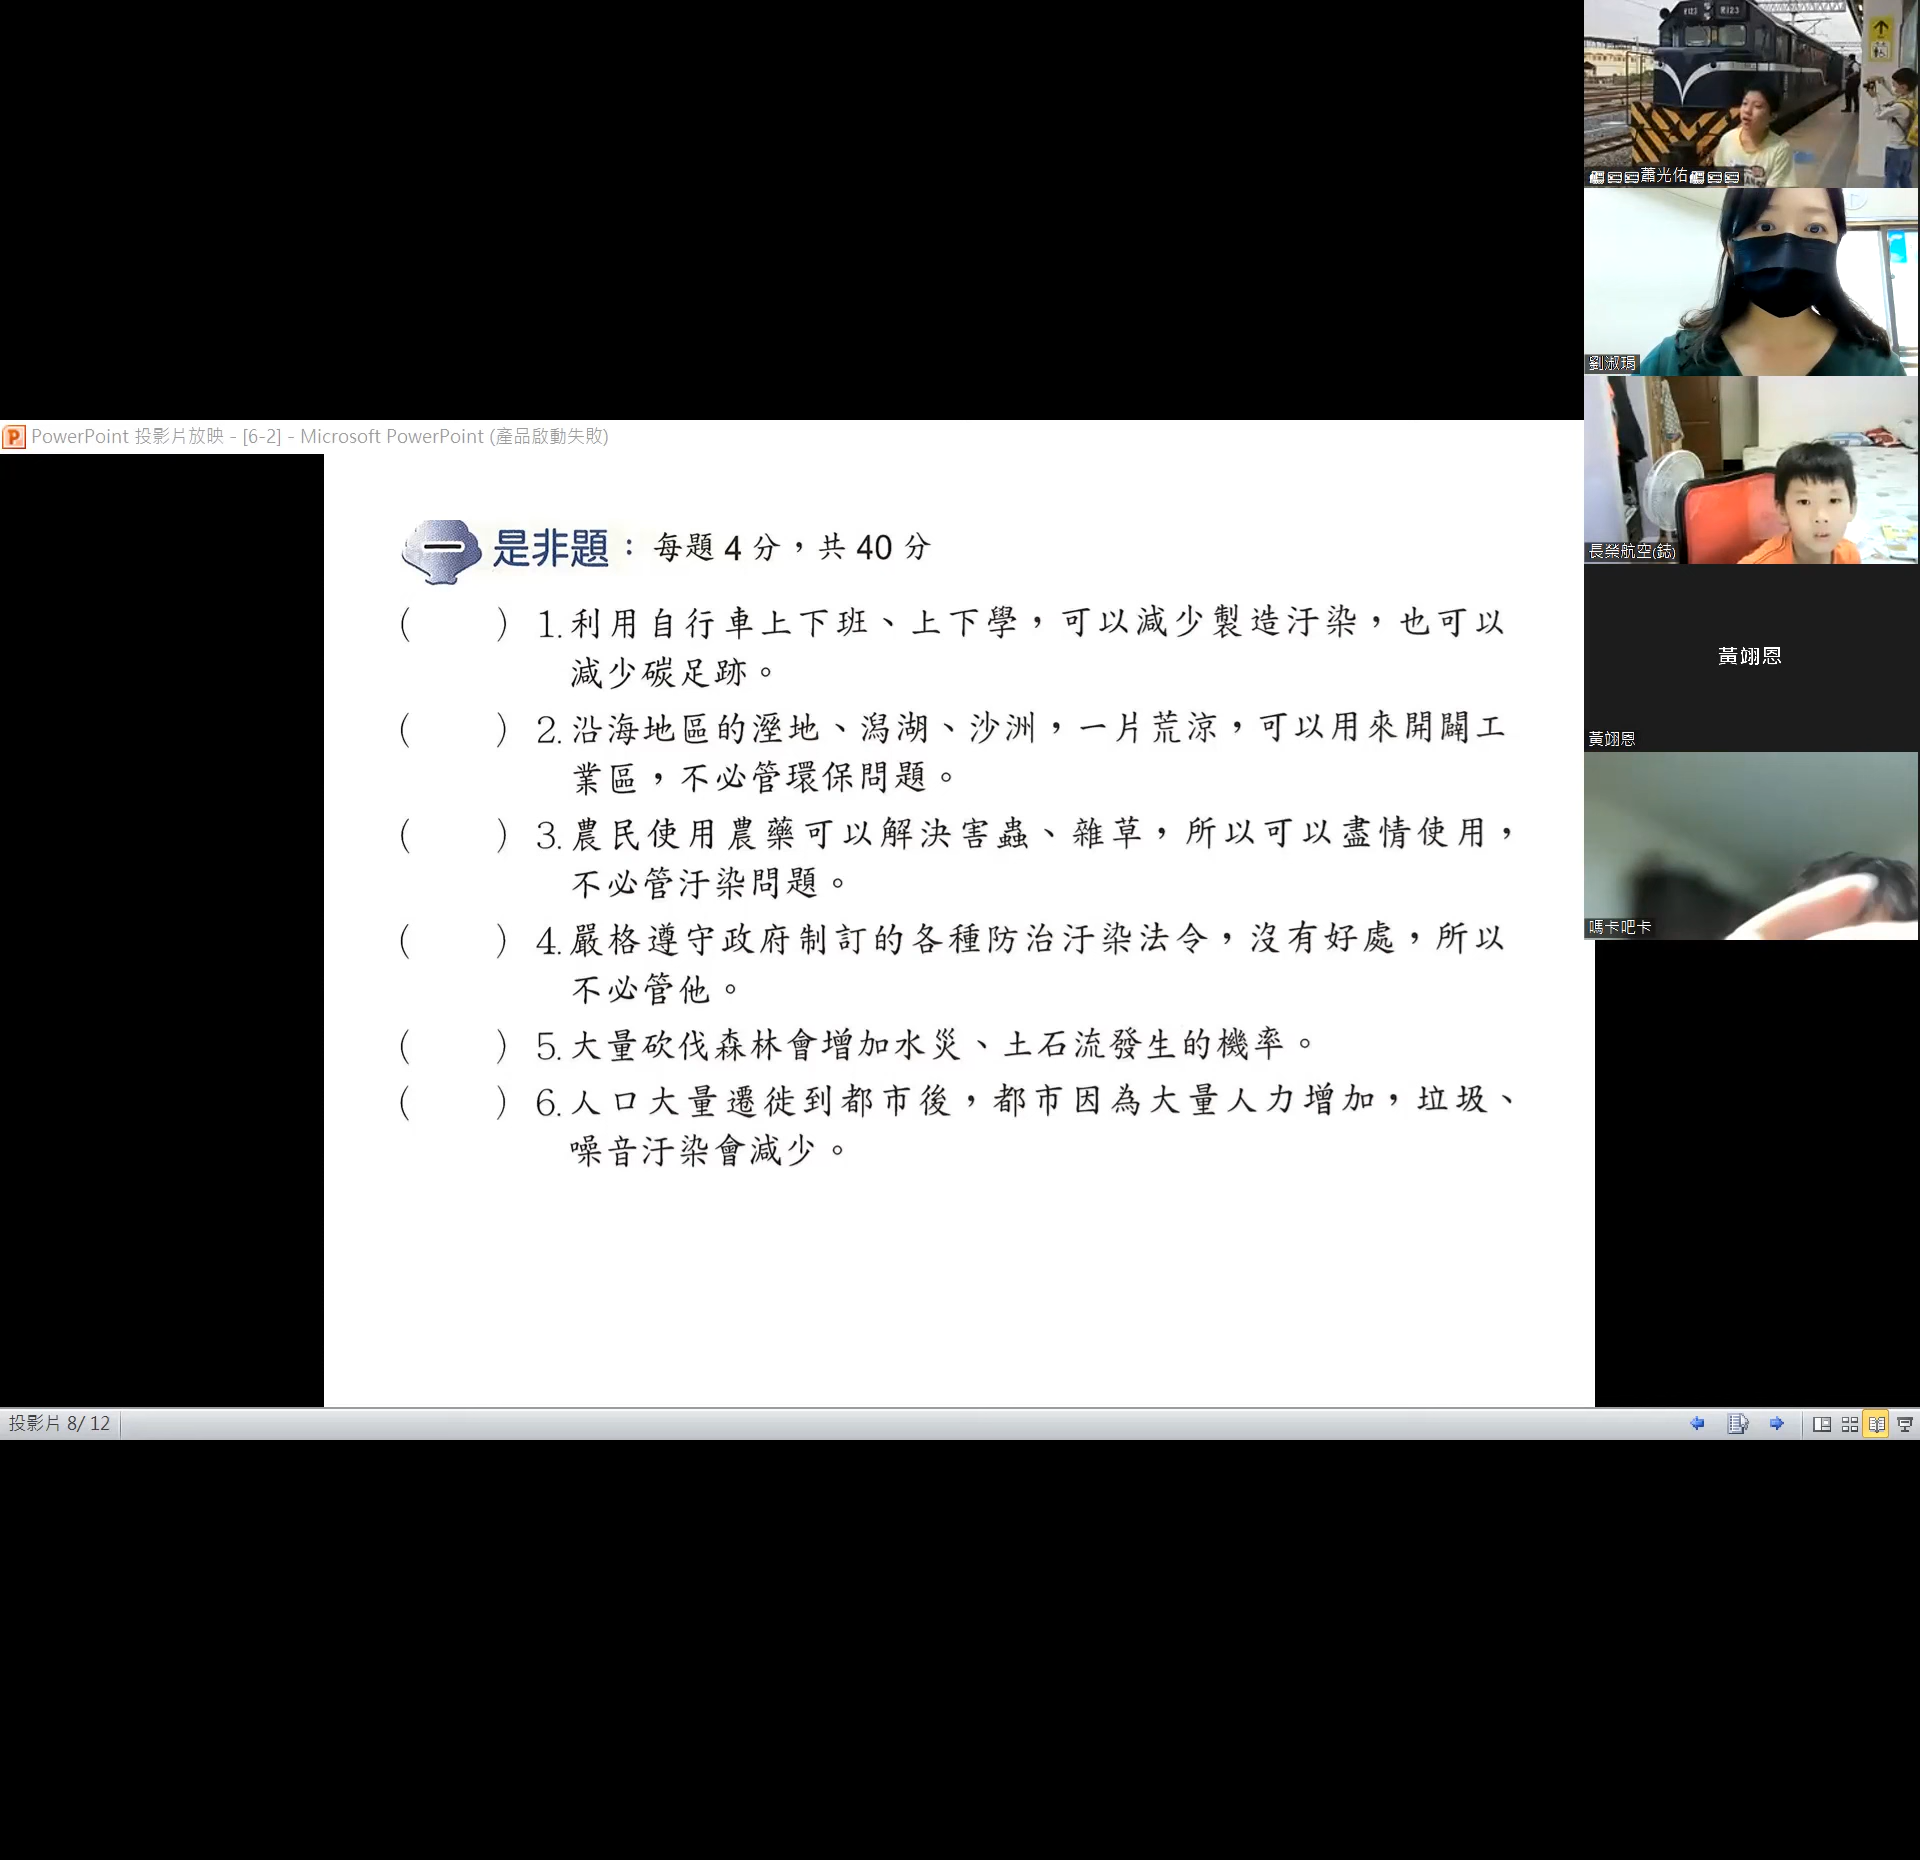 R123
R123
蕭光佑
劉淑琄
長榮航空(鋕)
黃翊恩
黃翊恩
嗎卡吧卡
PowerPoint 投影片放映 - [6-2] - Microsoft PowerPoint (產品啟動失敗)
一 是非題：每題 4 分，共 40 分
(　　) 1. 利用自行車上下班、上下學，可以減少製造汙染，也可以
減少碳足跡。
(　　) 2. 沿海地區的溼地、潟湖、沙洲，一片荒涼，可以用來開闢工
業區，不必管環保問題。
(　　) 3. 農民使用農藥可以解決害蟲、雜草，所以可以盡情使用，
不必管汙染問題。
(　　) 4. 嚴格遵守政府制訂的各種防治汙染法令，沒有好處，所以
不必管他。
(　　) 5. 大量砍伐森林會增加水災、土石流發生的機率。
(　　) 6. 人口大量遷徙到都市後，都市因為大量人力增加，垃圾、
噪音汙染會減少。
投影片 8/ 12